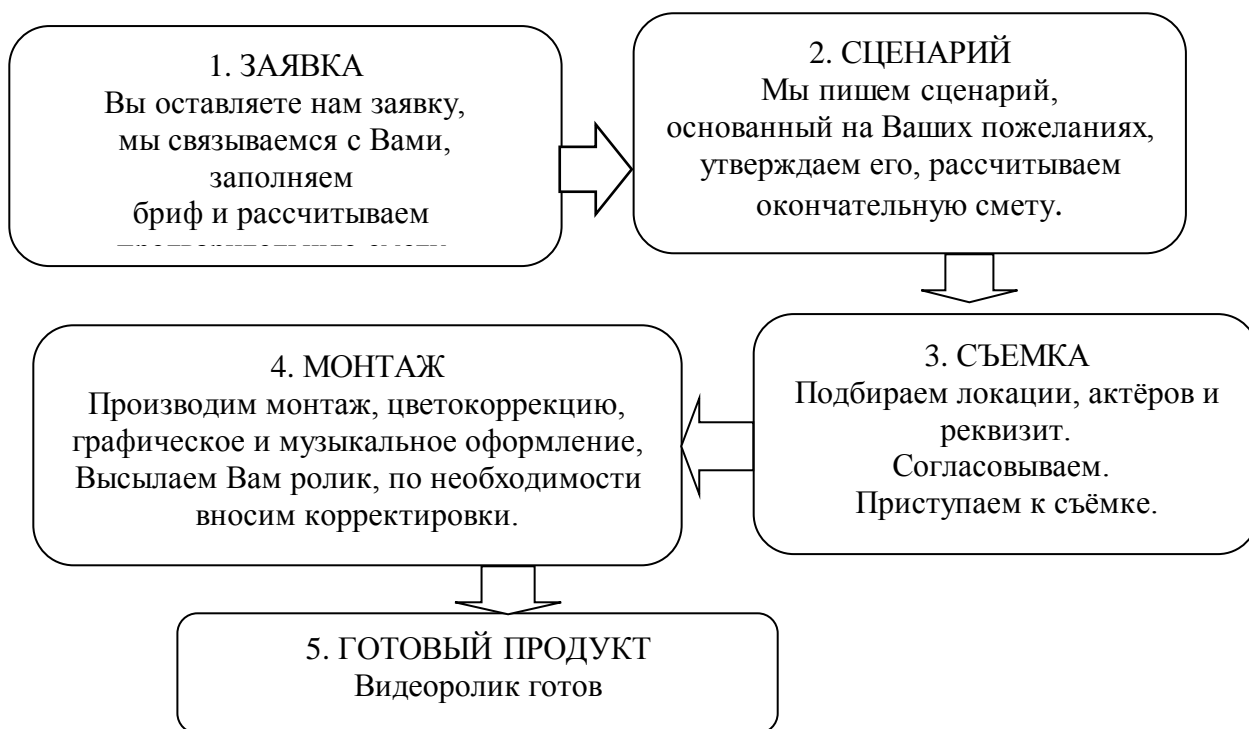 1. ЗАЯВКА
Вы оставляете нам заявку,
мы связываемся с Вами,
заполняем
бриф и рассчитываем
2. СЦЕНАРИЙ
Мы пишем сценарий,
основанный на Ваших пожеланиях,
утверждаем его, рассчитываем
окончательную смету.
3. СЪЕМКА
Подбираем локации, актёров и
реквизит.
Согласовываем.
Приступаем к съёмке.
4. МОНТАЖ
Производим монтаж, цветокоррекцию,
графическое и музыкальное оформление,
Высылаем Вам ролик, по необходимости
вносим корректировки.
5. ГОТОВЫЙ ПРОДУКТ
Видеоролик готов